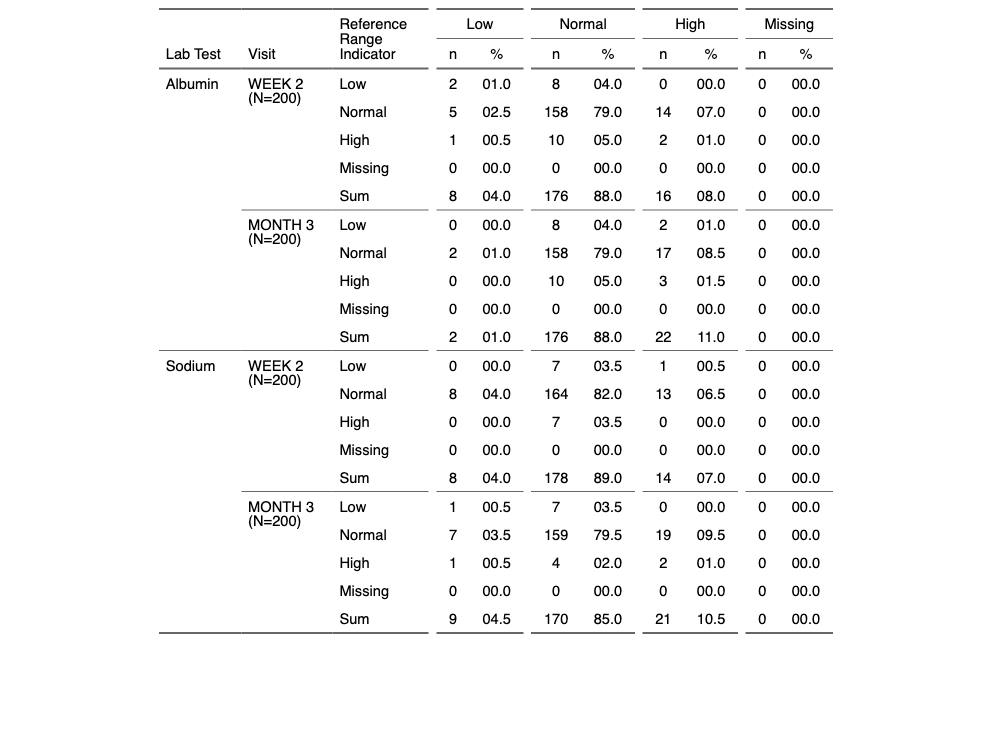 Reference Range Indicator Low Normal High Missing
Lab Test Visit n % n % n % n %
Albumin WEEK 2 (N=200) Low 2 01.0 8 04.0 0 00.0 0 00.0
Normal 5 02.5 158 79.0 14 07.0 0 00.0
High 1 00.5 10 05.0 2 01.0 0 00.0
Missing 0 00.0 0 00.0 0 00.0 0 00.0
Sum 8 04.0 176 88.0 16 08.0 0 00.0
MONTH 3 (N=200) Low 0 00.0 8 04.0 2 01.0 0 00.0
Normal 2 01.0 158 79.0 17 08.5 0 00.0
High 0 00.0 10 05.0 3 01.5 0 00.0
Missing 0 00.0 0 00.0 0 00.0 0 00.0
Sum 2 01.0 176 88.0 22 11.0 0 00.0
Sodium WEEK 2 (N=200) Low 0 00.0 7 03.5 1 00.5 0 00.0
Normal 8 04.0 164 82.0 13 06.5 0 00.0
High 0 00.0 7 03.5 0 00.0 0 00.0
Missing 0 00.0 0 00.0 0 00.0 0 00.0
Sum 8 04.0 178 89.0 14 07.0 0 00.0
MONTH 3 (N=200) Low 1 00.5 7 03.5 0 00.0 0 00.0
Normal 7 03.5 159 79.5 19 09.5 0 00.0
High 1 00.5 4 02.0 2 01.0 0 00.0
Missing 0 00.0 0 00.0 0 00.0 0 00.0
Sum 9 04.5 170 85.0 21 10.5 0 00.0